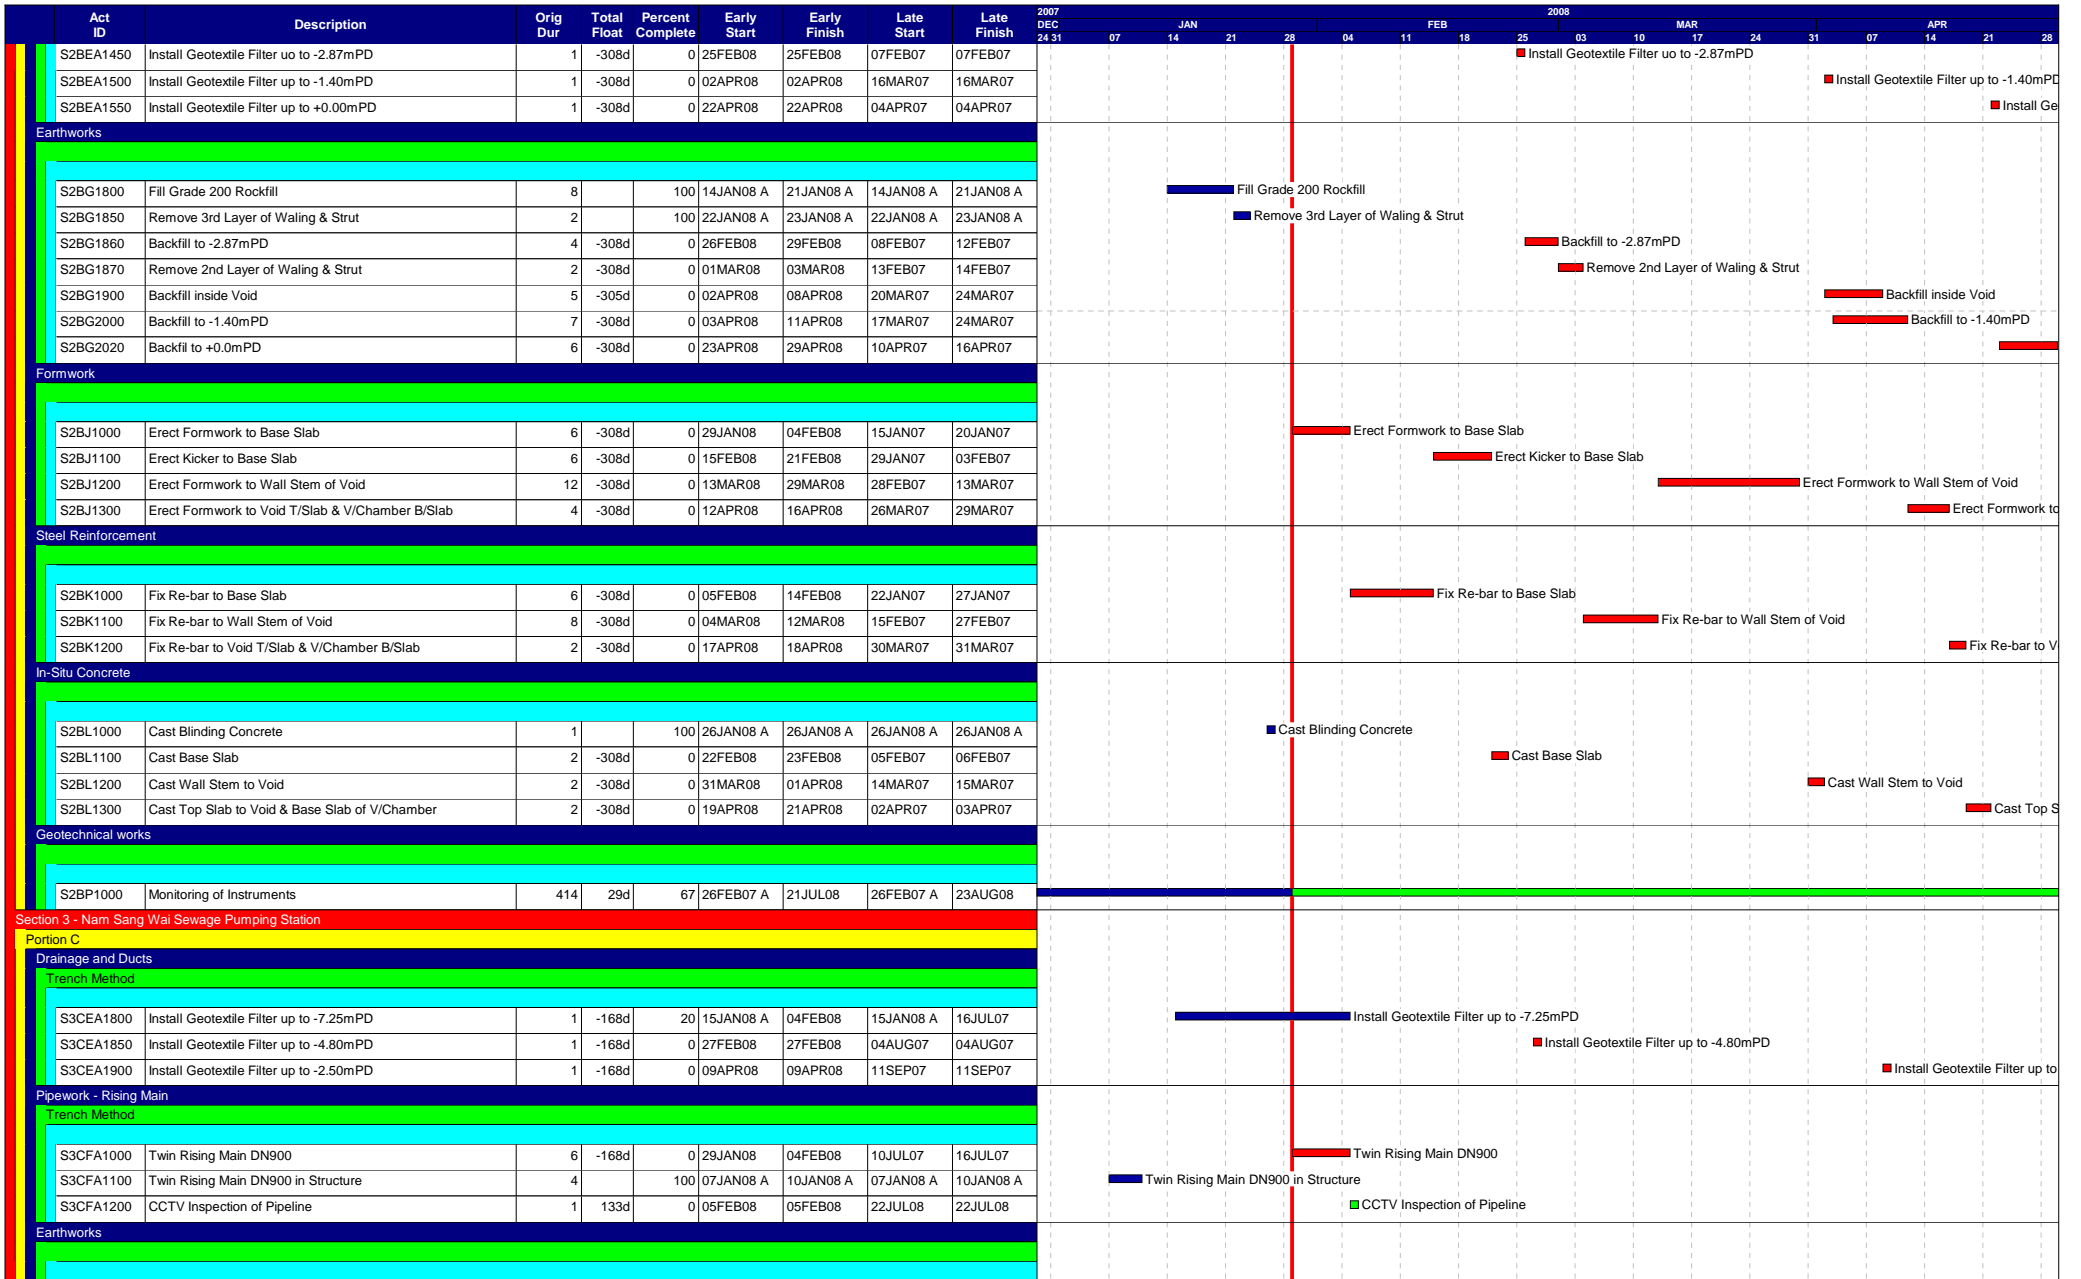 2007 2008
Act ID Description Orig Dur Total Float Percent Complete Early Start Early Finish Late Start Late Finish DEC JAN FEB MAR APR
24 31 07 14 21 28 04 11 18 25 03 10 17 24 31 07 14 21 28
S2BEA1450 Install Geotextile Filter uo to -2.87mPD 1 -308d 0 25FEB08 25FEB08 07FEB07 07FEB07 Install Geotextile Filter uo to -2.87mPD
S2BEA1500 Install Geotextile Filter up to -1.40mPD 1 -308d 0 02APR08 02APR08 16MAR07 16MAR07 Install Geotextile Filter up to -1.40mPD
S2BEA1550 Install Geotextile Filter up to +0.00mPD 1 -308d 0 22APR08 22APR08 04APR07 04APR07 Install Ge
Earthworks
S2BG1800 Fill Grade 200 Rockfill 8 100 14JAN08 A 21JAN08 A 14JAN08 A 21JAN08 A Fill Grade 200 Rockfill
S2BG1850 Remove 3rd Layer of Waling & Strut 2 100 22JAN08 A 23JAN08 A 22JAN08 A 23JAN08 A Remove 3rd Layer of Waling & Strut
S2BG1860 Backfill to -2.87mPD 4 -308d 0 26FEB08 29FEB08 08FEB07 12FEB07 Backfill to -2.87mPD
S2BG1870 Remove 2nd Layer of Waling & Strut 2 -308d 0 01MAR08 03MAR08 13FEB07 14FEB07 Remove 2nd Layer of Waling & Strut
S2BG1900 Backfill inside Void 5 -305d 0 02APR08 08APR08 20MAR07 24MAR07 Backfill inside Void
S2BG2000 Backfill to -1.40mPD 7 -308d 0 03APR08 11APR08 17MAR07 24MAR07 Backfill to -1.40mPD
S2BG2020 Backfil to +0.0mPD 6 -308d 0 23APR08 29APR08 10APR07 16APR07
Formwork
S2BJ1000 Erect Formwork to Base Slab 6 -308d 0 29JAN08 04FEB08 15JAN07 20JAN07 Erect Formwork to Base Slab
S2BJ1100 Erect Kicker to Base Slab 6 -308d 0 15FEB08 21FEB08 29JAN07 03FEB07 Erect Kicker to Base Slab
S2BJ1200 Erect Formwork to Wall Stem of Void 12 -308d 0 13MAR08 29MAR08 28FEB07 13MAR07 Erect Formwork to Wall Stem of Void
S2BJ1300 Erect Formwork to Void T/Slab & V/Chamber B/Slab 4 -308d 0 12APR08 16APR08 26MAR07 29MAR07 Erect Formwork to
Steel Reinforcement
S2BK1000 Fix Re-bar to Base Slab 6 -308d 0 05FEB08 14FEB08 22JAN07 27JAN07 Fix Re-bar to Base Slab
S2BK1100 Fix Re-bar to Wall Stem of Void 8 -308d 0 04MAR08 12MAR08 15FEB07 27FEB07 Fix Re-bar to Wall Stem of Void
S2BK1200 Fix Re-bar to Void T/Slab & V/Chamber B/Slab 2 -308d 0 17APR08 18APR08 30MAR07 31MAR07 Fix Re-bar to V
In-Situ Concrete
S2BL1000 Cast Blinding Concrete 1 100 26JAN08 A 26JAN08 A 26JAN08 A 26JAN08 A Cast Blinding Concrete
S2BL1100 Cast Base Slab 2 -308d 0 22FEB08 23FEB08 05FEB07 06FEB07 Cast Base Slab
S2BL1200 Cast Wall Stem to Void 2 -308d 0 31MAR08 01APR08 14MAR07 15MAR07 Cast Wall Stem to Void
S2BL1300 Cast Top Slab to Void & Base Slab of V/Chamber 2 -308d 0 19APR08 21APR08 02APR07 03APR07 Cast Top S
Geotechnical works
S2BP1000 Monitoring of Instruments 414 29d 67 26FEB07 A 21JUL08 26FEB07 A 23AUG08
Section 3 - Nam Sang Wai Sewage Pumping Station
Portion C
Drainage and Ducts
Trench Method
S3CEA1800 Install Geotextile Filter up to -7.25mPD 1 -168d 20 15JAN08 A 04FEB08 15JAN08 A 16JUL07 Install Geotextile Filter up to -7.25mPD
S3CEA1850 Install Geotextile Filter up to -4.80mPD 1 -168d 0 27FEB08 27FEB08 04AUG07 04AUG07 Install Geotextile Filter up to -4.80mPD
S3CEA1900 Install Geotextile Filter up to -2.50mPD 1 -168d 0 09APR08 09APR08 11SEP07 11SEP07 Install Geotextile Filter up to
Pipework - Rising Main
Trench Method
S3CFA1000 Twin Rising Main DN900 6 -168d 0 29JAN08 04FEB08 10JUL07 16JUL07 Twin Rising Main DN900
S3CFA1100 Twin Rising Main DN900 in Structure 4 100 07JAN08 A 10JAN08 A 07JAN08 A 10JAN08 A Twin Rising Main DN900 in Structure
S3CFA1200 CCTV Inspection of Pipeline 1 133d 0 05FEB08 05FEB08 22JUL08 22JUL08 CCTV Inspection of Pipeline
Earthworks